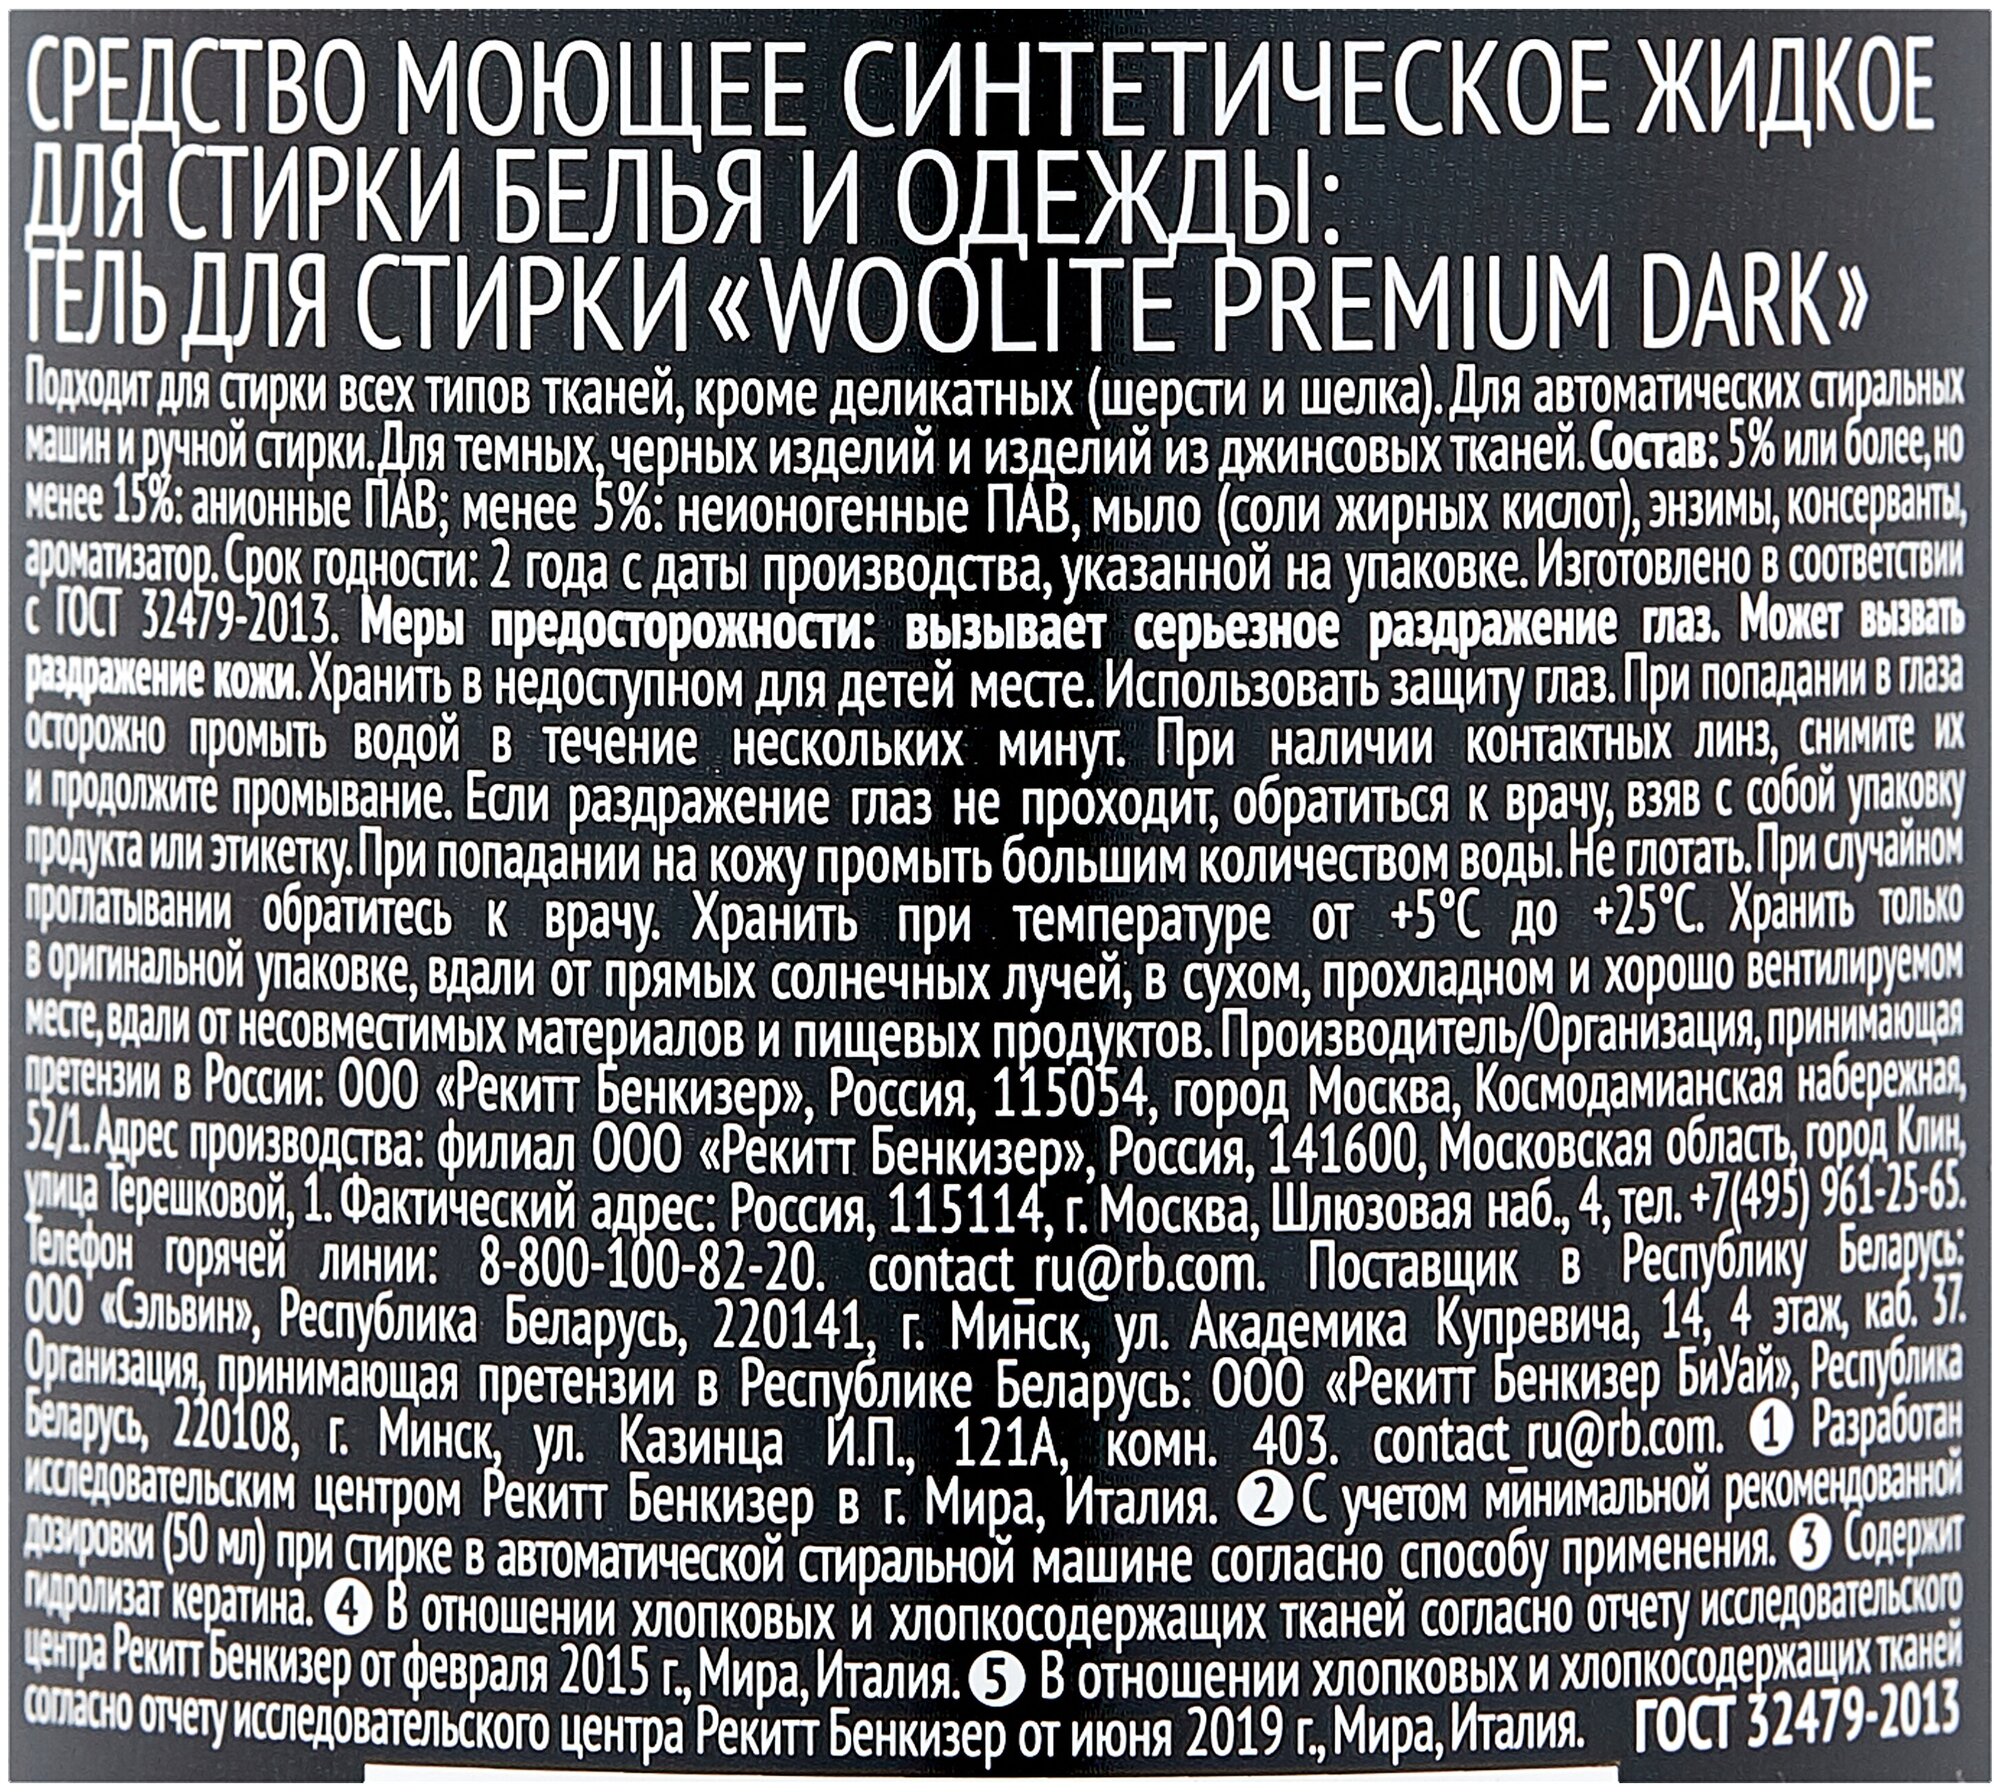 СРЕДСТВО МОЮЩЕЕ СИНТЕТИЧЕСКОЕ ЖИДКОЕ
ДЛЯ СТИРКИ БЕЛЬЯ И ОДЕЖДЫ:
ГЕЛЬ ДЛЯ СТИРКИ «WOOLITE PREMIUM DARK»
Подходит для стирки всех типов тканей, кроме деликатных (шерсти и шелка). Для автоматических стиральных
машин и ручной стирки. Для темных, черных изделий и изделий из джинсовых тканей. Состав: 5% или более, но
менее 15%: анионные ПАВ; менее 5%: неионогенные ПАВ, мыло (соли жирных кислот), энзимы, консерванты,
ароматизатор. Срок годности: 2 года с даты производства, указанной на упаковке. Изготовлено в соответствии
с ГОСТ 32479-2013. Меры предосторожности: вызывает серьезное раздражение глаз. Может вызвать
раздражение кожи. Хранить в недоступном для детей месте. Использовать защиту глаз. При попадании в глаза
осторожно промыть водой в течение нескольких минут. При наличии контактных линз, снимите их
и продолжите промывание. Если раздражение глаз не проходит, обратиться к врачу, взяв с собой упаковку
продукта или этикетку. При попадании на кожу промыть большим количеством воды. Не глотать. При случайном
проглатывании обратитесь к врачу. Хранить при температуре от +5°С до +25°С. Хранить только
в оригинальной упаковке, вдали от прямых солнечных лучей, в сухом, прохладном и хорошо вентилируемом
месте, вдали от несовместимых материалов и пищевых продуктов. Производитель/Организация, принимающая
претензии в России: ООО «Рекитт Бенкизер», Россия, 115054, город Москва, Космодамианская набережная,
52/1. Адрес производства: филиал ООО «Рекитт Бенкизер», Россия, 141600, Московская область, город Клин,
улица Терешковой, 1. Фактический адрес: Россия, 115114, г. Москва, Шлюзовая наб., 4, тел. +7(495) 961-25-65.
Телефон горячей линии: 8-800-100-82-20. contact_ru@rb.com. Поставщик в Республику Беларусь:
ООО «Сэльвин», Республика Беларусь, 220141, г. Минск, ул. Академика Купревича, 14, 4 этаж, каб. 37.
Организация, принимающая претензии в Республике Беларусь: ООО «Рекитт Бенкизер БиУай», Республика
Беларусь, 220108, г. Минск, ул. Казинца И.П., 121А, комн. 403. contact_ru@rb.com. 1 Разработан
исследовательским центром Рекитт Бенкизер в г. Мира, Италия. 2 С учетом минимальной рекомендованной
дозировки (50 мл) при стирке в автоматической стиральной машине согласно способу применения. 3 Содержит
гидролизат кератина. 4 В отношении хлопковых и хлопкосодержащих тканей согласно отчету исследовательского
центра Рекитт Бенкизер от февраля 2015 г., Мира, Италия. 5 В отношении хлопковых и хлопкосодержащих тканей
согласно отчету исследовательского центра Рекитт Бенкизер от июня 2019 г., Мира, Италия. ГОСТ 32479-2013